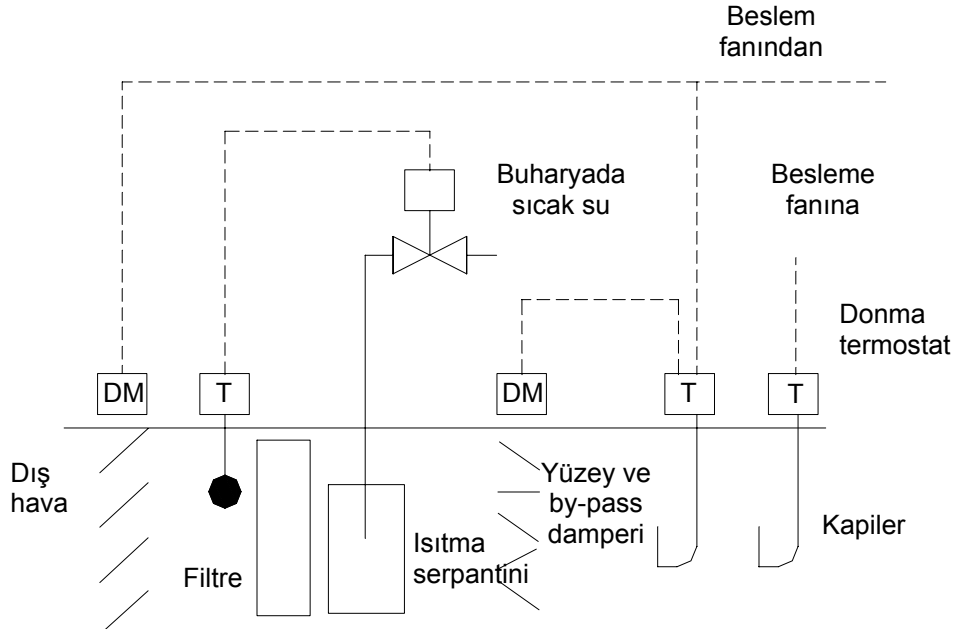 Beslem
fanından
Buharyada
sıcak su
Besleme
fanına
Donma
termostat
DM
T
DM
T
T
Dış
hava
Filtre
Isıtma
serpantini
Yüzey ve
by-pass
damperi
Kapiler